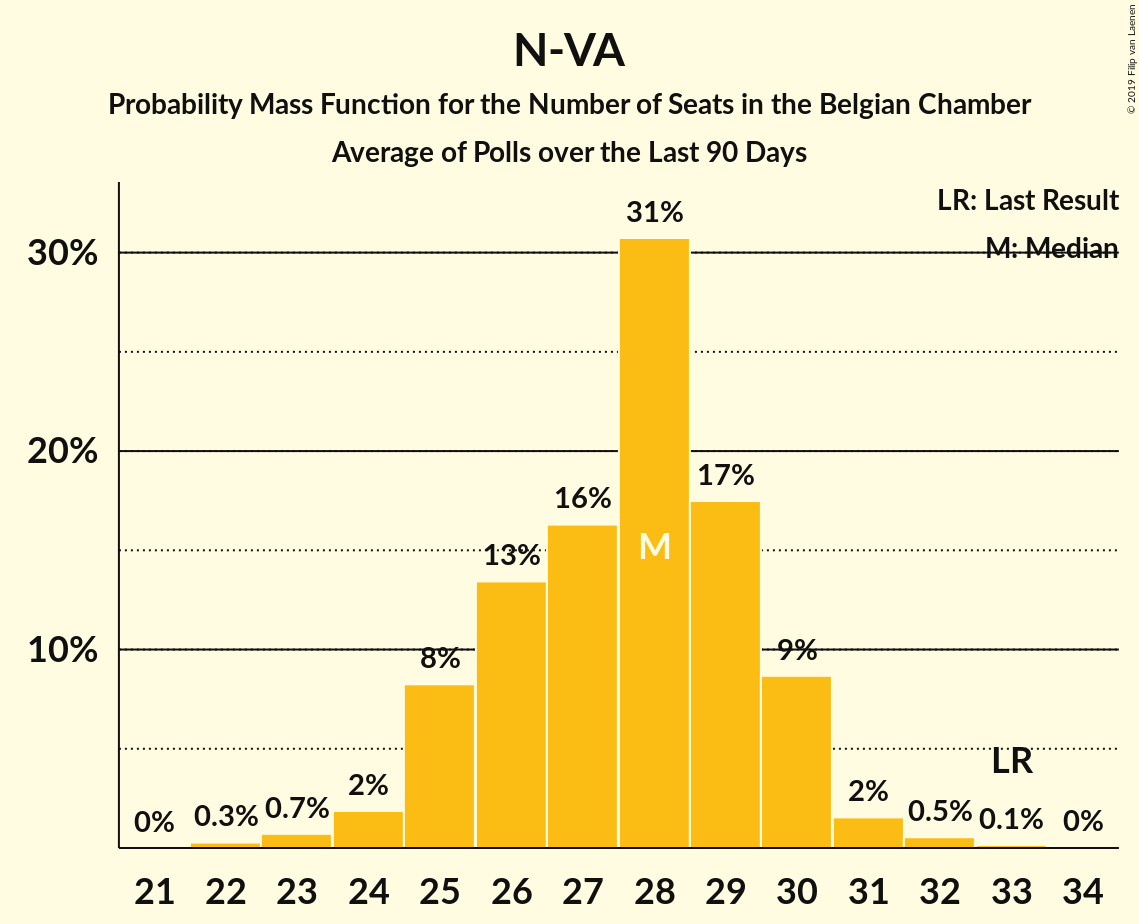 N-VA
Probability Mass Function for the Number of Seats in the Belgian Chamber
Average of Polls over the Last 90 Days
© 2019 Filip van Laenen
LR: Last Result
M: Median
30%
20%
10%
0%
0.3%
0.7%
2%
8%
13%
16%
31%
M
17%
9%
2%
0.5%
LR
0.1%
0%
21 22 23 24 25 26 27 28 29 30 31 32 33 34